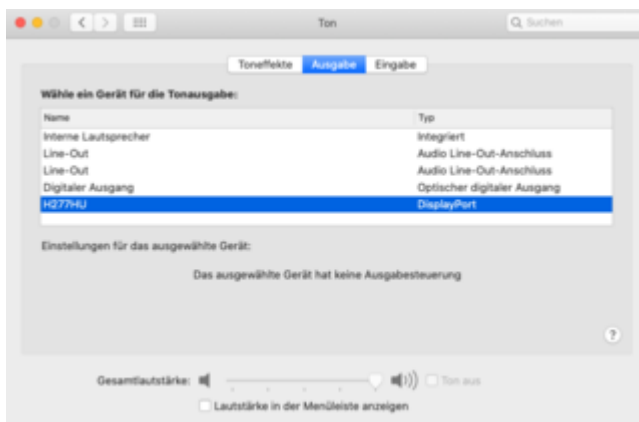 Ton
Suchen
Toneffekte Ausgabe Eingabe
Wähle ein Gerät für die Tonausgabe:
Name Typ
Interne Lautsprecher Integriert
Line-Out Audio Line-Out-Anschluss
Line-Out Audio Line-Out-Anschluss
Digitaler Ausgang Optischer digitaler Ausgang
H277HU DisplayPort
Einstellungen für das ausgewählte Gerät:
Das ausgewählte Gerät hat keine Ausgabesteuerung
?
Gesamtlautstärke: Ton aus
Lautstärke in der Menüleiste anzeigen